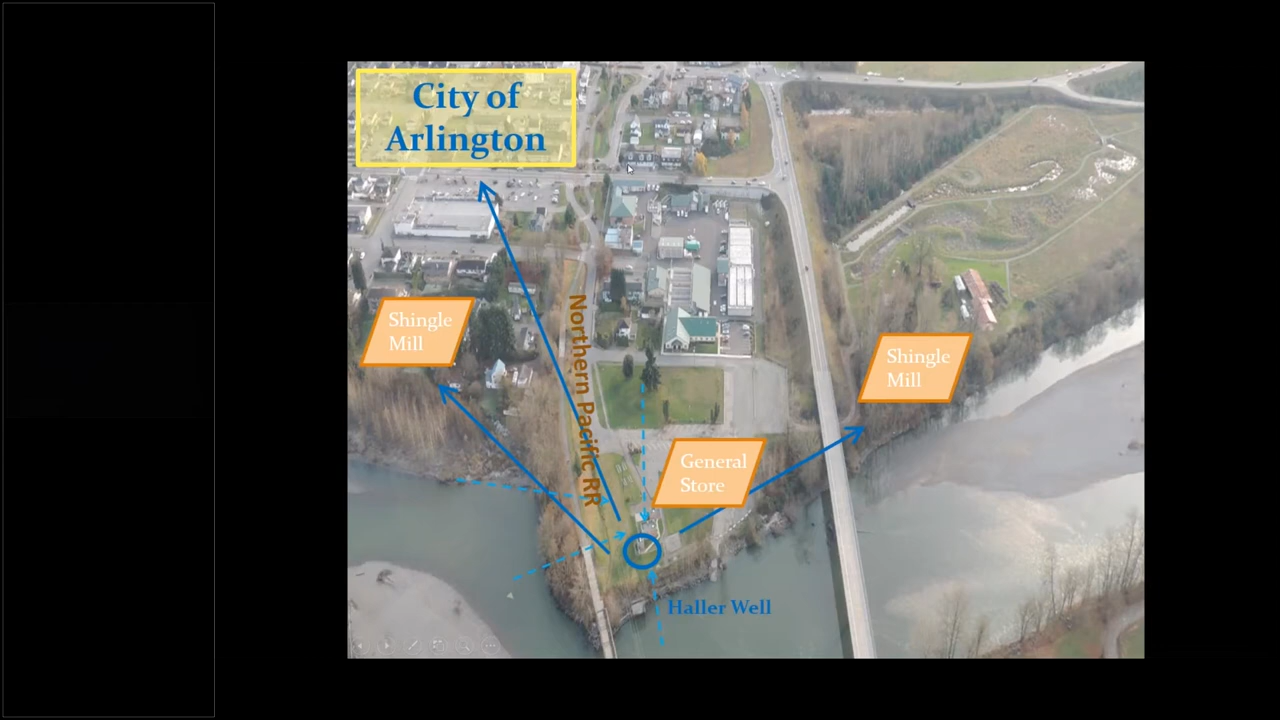 City of
Arlington
Shingle
Mill
Northern Pacific RR
Shingle
Mill
General
Store
Haller Well